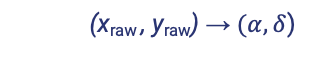 (x_raw, y_raw) → (α, δ)